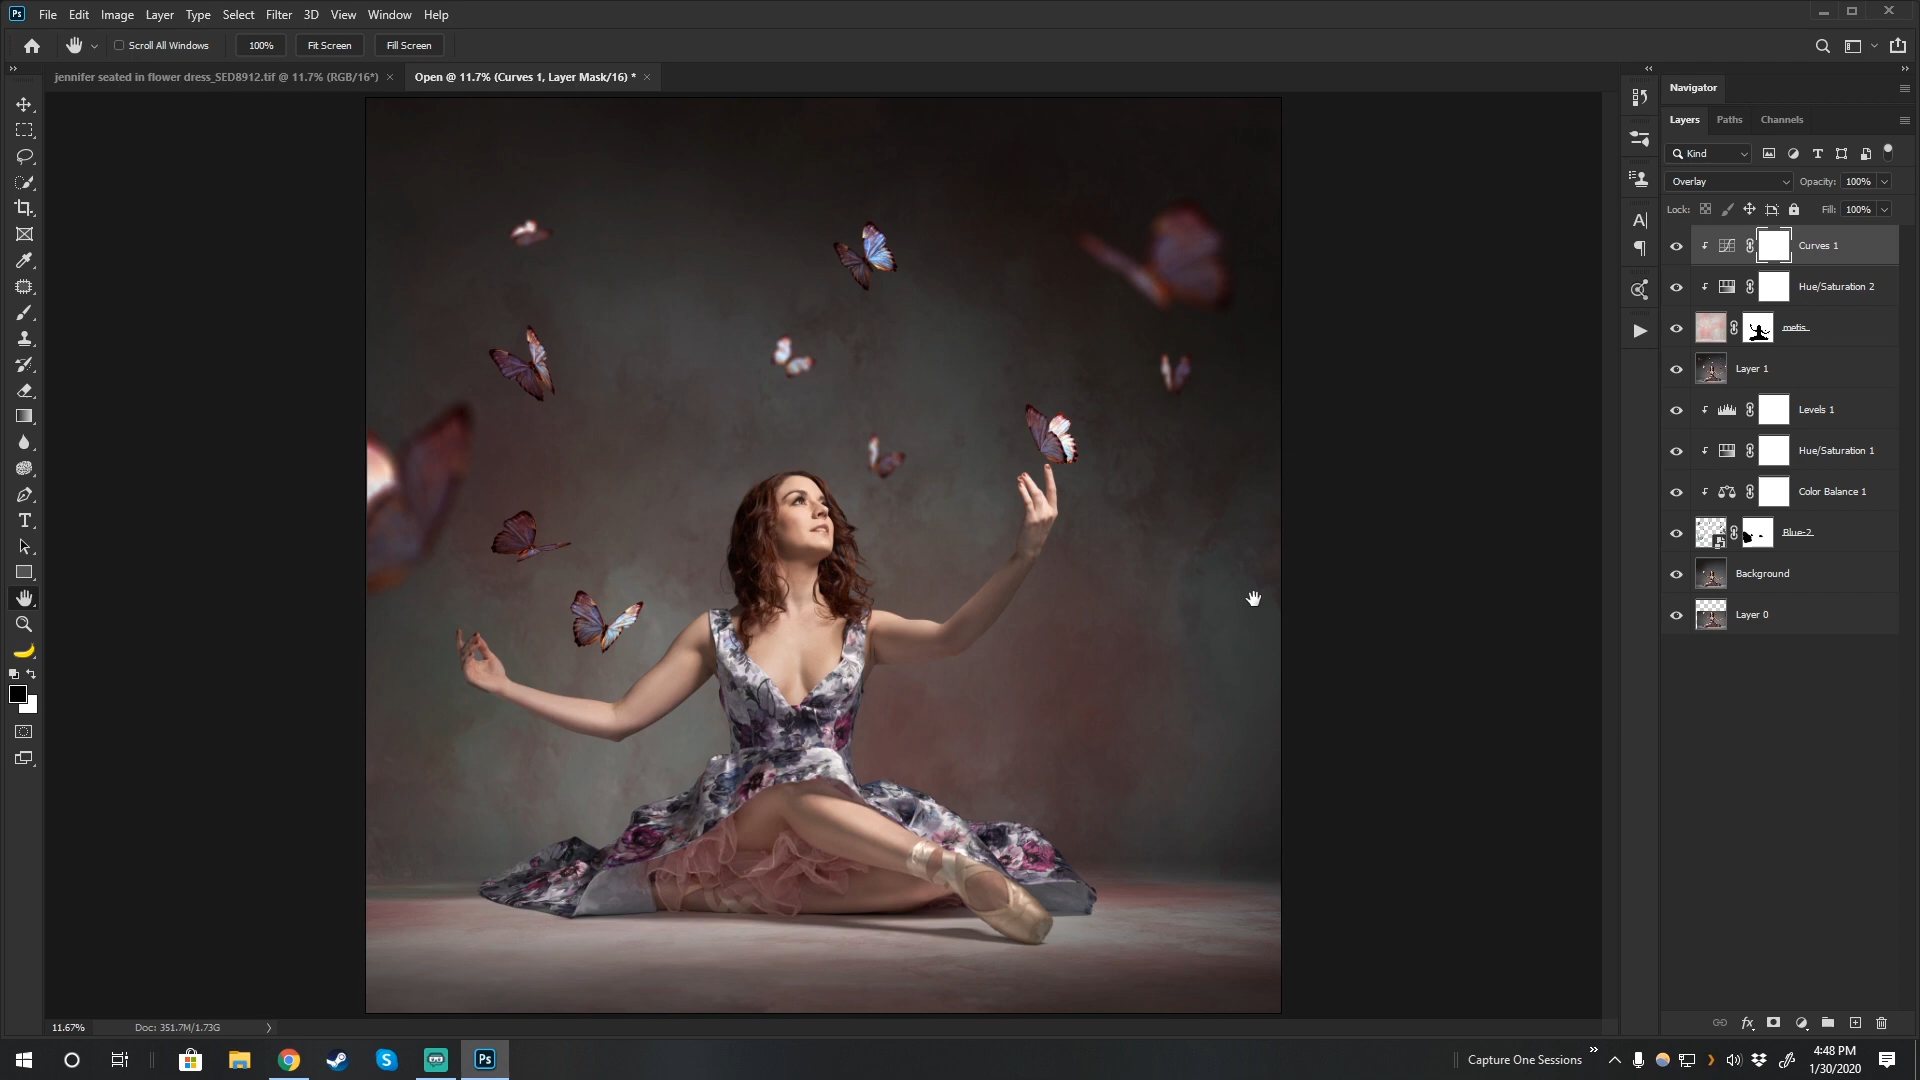 Ps File Edit Image Layer Type Select Filter 3D View Window Help
Scroll All Windows 100% Fit Screen Fill Screen
jennifer seated in flower dress_SED8912.tif @ 11.7% (RGB/16*) × Open @ 11.7% (Curves 1, Layer Mask/16) * ×
Navigator
Layers Paths Channels
Kind
Overlay Opacity: 100%
Lock: Fill: 100%
Curves 1
Hue/Saturation 2
metis
Layer 1
Levels 1
Hue/Saturation 1
Color Balance 1
Blue-2
Background
Layer 0
11.67% Doc: 351.7M/1.73G
fx
Ps Capture One Sessions 4:48 PM
1/30/2020